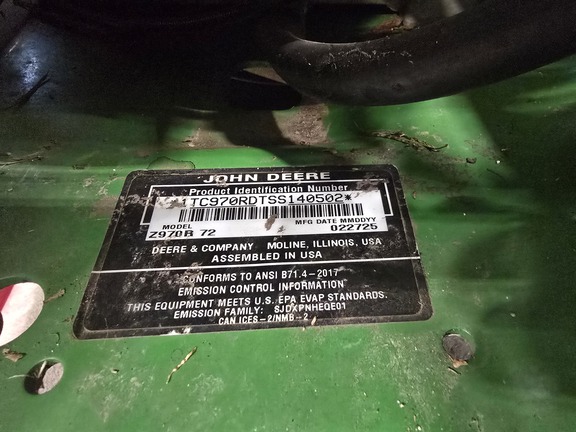 JOHN DEERE
Product Identification Number
1TC970RDTSS140502*
MODEL
Z970R 72
MFG DATE MMDDYY
022725
DEERE & COMPANY MOLINE, ILLINOIS, USA
ASSEMBLED IN USA
CONFORMS TO ANSI B71.4-2017
EMISSION CONTROL INFORMATION
THIS EQUIPMENT MEETS U.S. EPA EVAP STANDARDS.
EMISSION FAMILY: SJDXPNHEQE01
CAN ICES-2/NMB-2